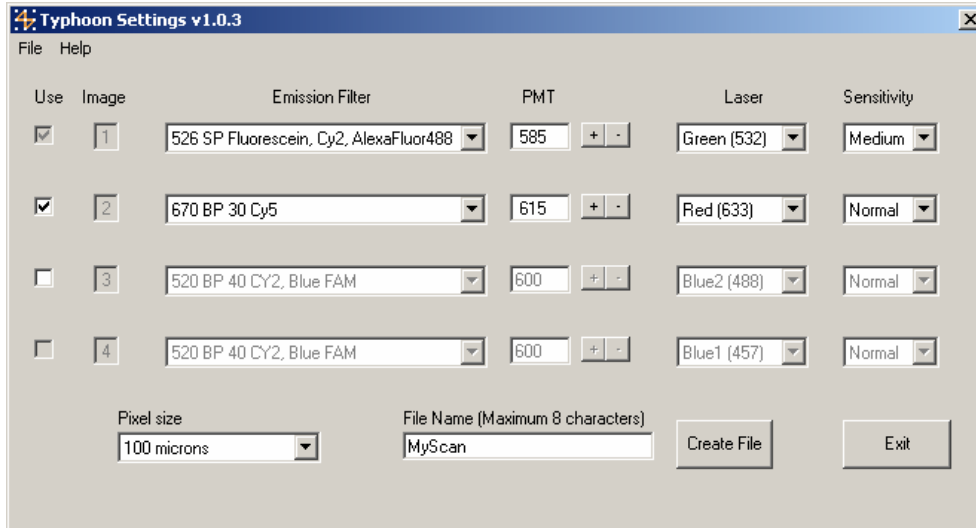 Typhoon Settings v1.0.3
File Help
Use Image Emission Filter PMT Laser Sensitivity
1 526 SP Fluorescein, Cy2, AlexaFluor488 585 + - Green (532) Medium
2 670 BP 30 Cy5 615 + - Red (633) Normal
3 520 BP 40 CY2, Blue FAM 600 + - Blue2 (488) Normal
4 520 BP 40 CY2, Blue FAM 600 + - Blue1 (457) Normal
Pixel size File Name (Maximum 8 characters)
100 microns MyScan Create File Exit